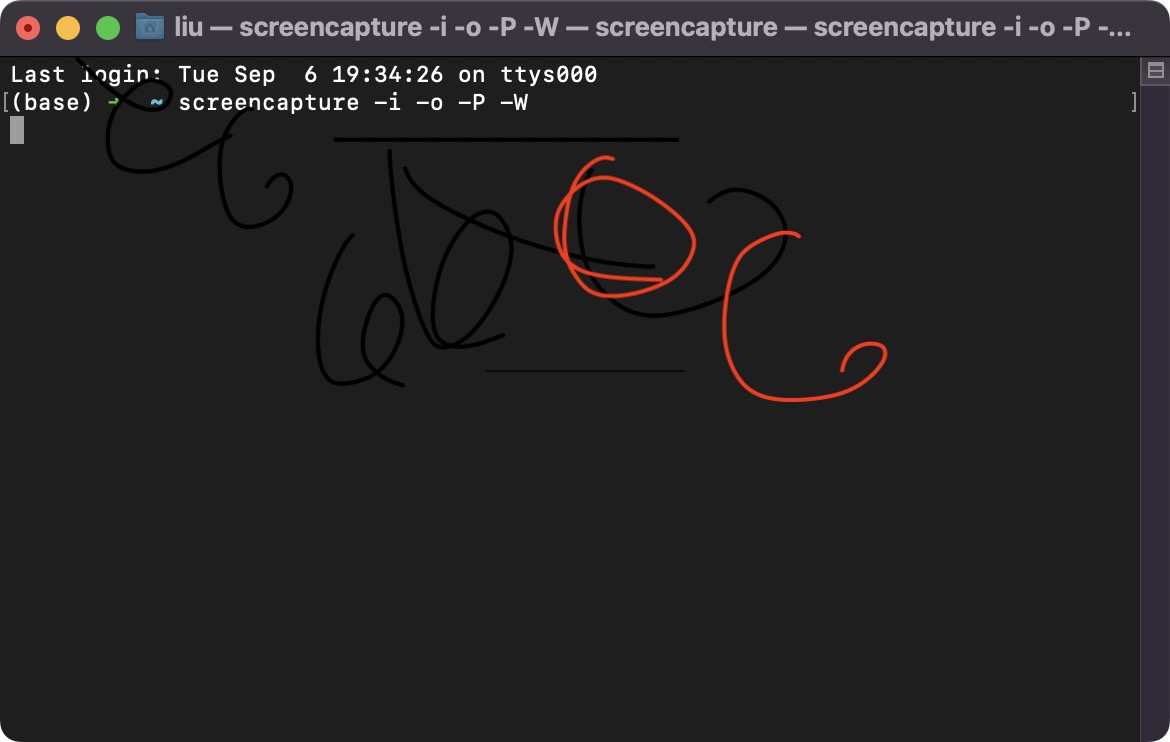 liu — screencapture -i -o -P -W — screencapture — screencapture -i -o -P -...
Last login: Tue Sep  6 19:34:26 on ttys000
[(base) ➜  ~ screencapture -i -o -P -W ]